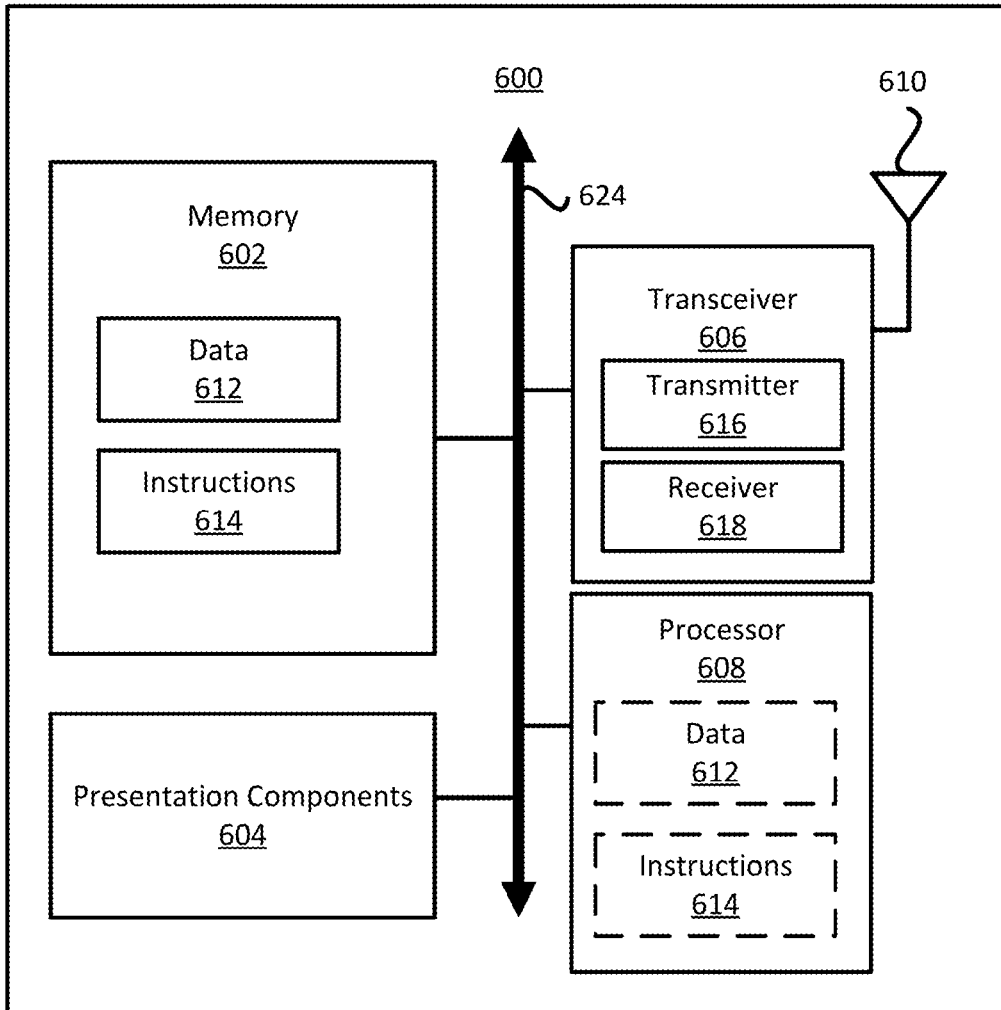 600
610
624
Memory
602
Data
612
Instructions
614
Transceiver
606
Transmitter
616
Receiver
618
Processor
608
Data
612
Instructions
614
Presentation Components
604